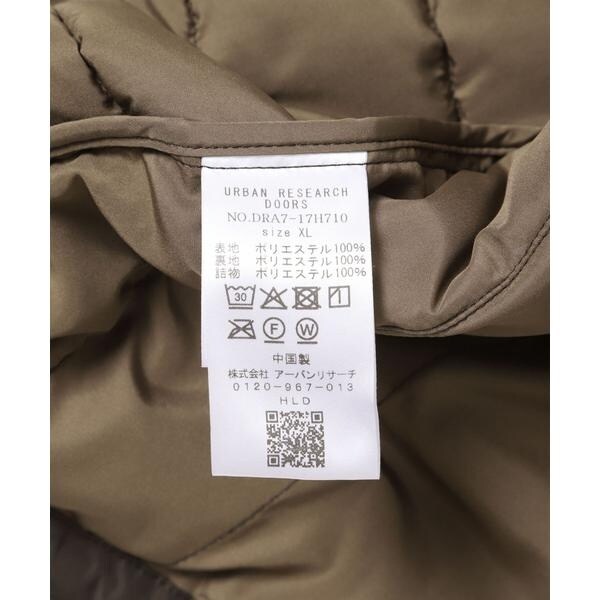 URBAN RESEARCH
DOORS
NO.DRA7-17H710
size XL
表地 ポリエステル100%
裏地 ポリエステル100%
詰物 ポリエステル100%
30
F W
中国製
株式会社 アーバンリサーチ
0120-967-013
HLD